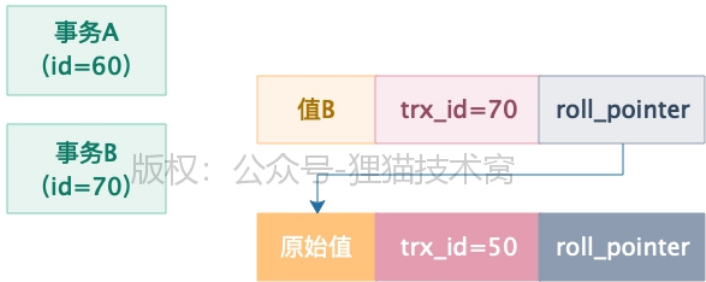 事务A
（id=60）
值B
trx_id=70
roll_pointer
事务B
（id=70）
版权：公众号-狸猫技术窝
原始值
trx_id=50
roll_pointer